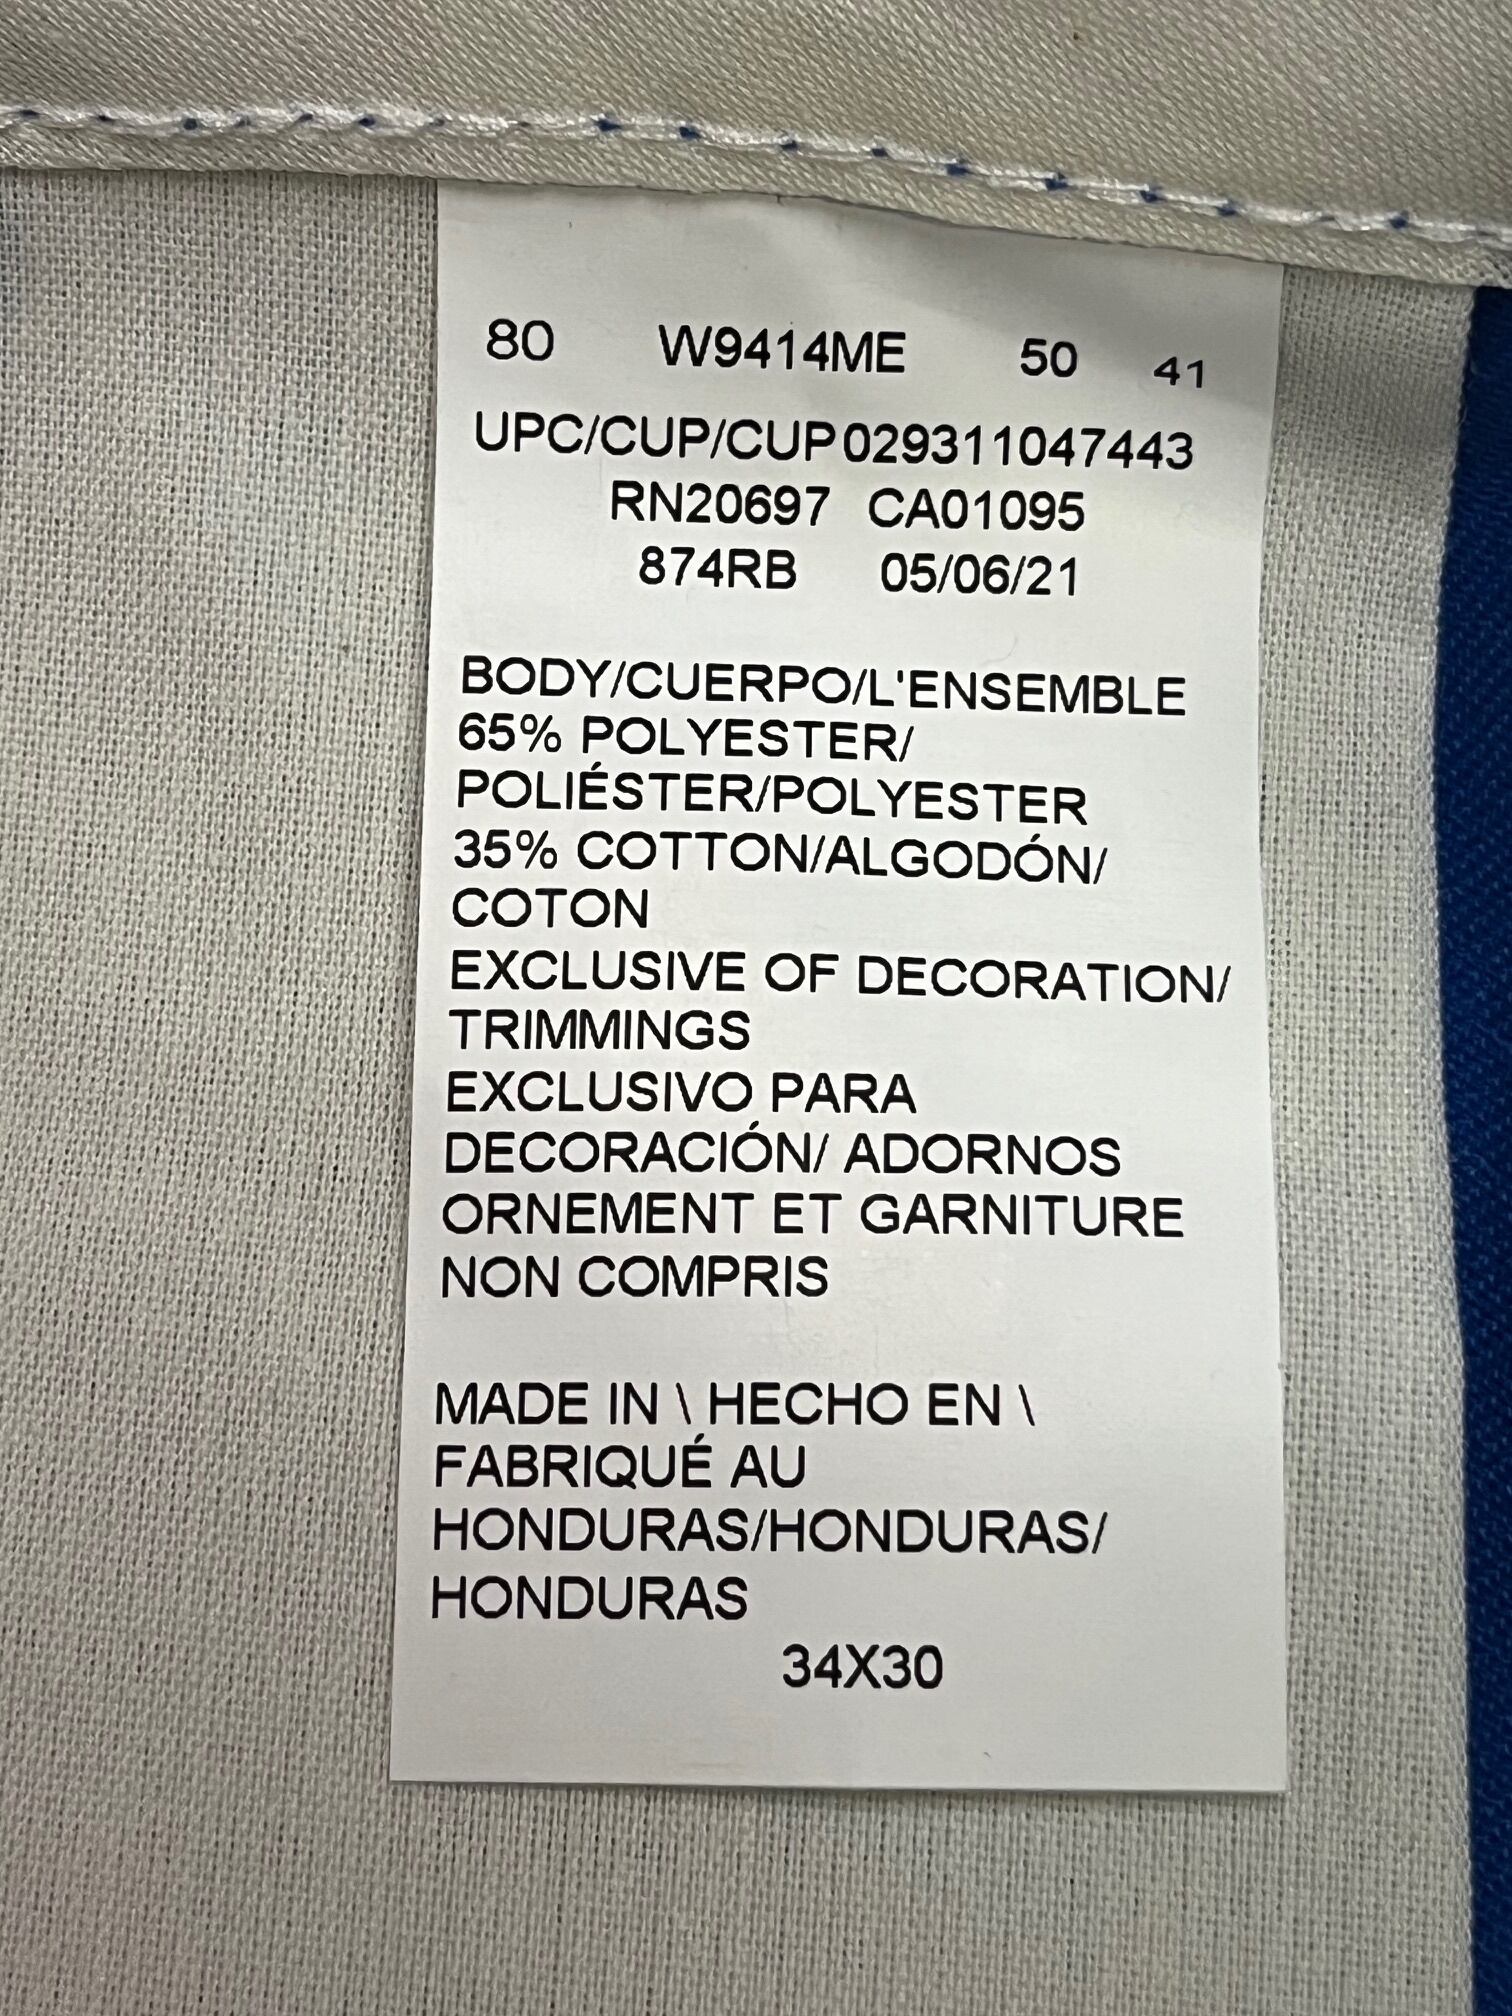 80 W9414ME 50 41
UPC/CUP/CUP029311047443
RN20697 CA01095
874RB 05/06/21
BODY/CUERPO/L'ENSEMBLE
65% POLYESTER/
POLIÉSTER/POLYESTER
35% COTTON/ALGODÓN/
COTON
EXCLUSIVE OF DECORATION/
TRIMMINGS
EXCLUSIVO PARA
DECORACIÓN/ ADORNOS
ORNEMENT ET GARNITURE
NON COMPRIS
MADE IN \ HECHO EN \
FABRIQUÉ AU
HONDURAS/HONDURAS/
HONDURAS
34X30